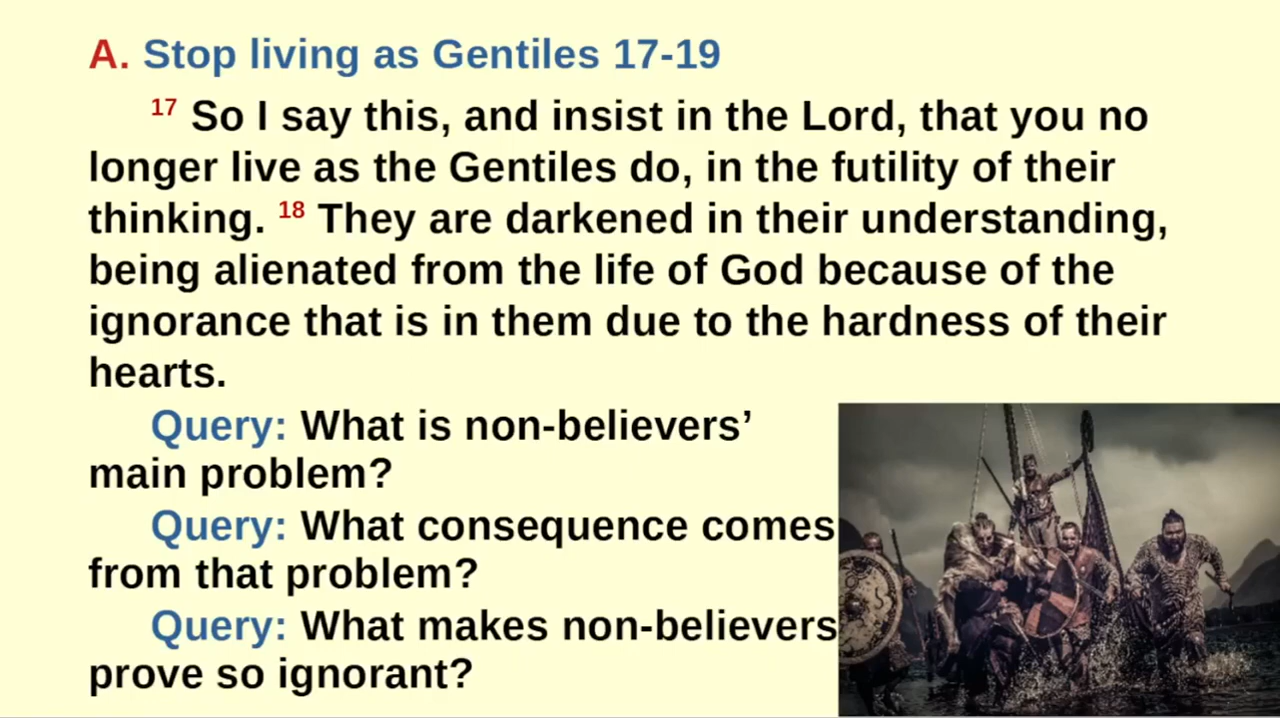 A. Stop living as Gentiles 17-19
17 So I say this, and insist in the Lord, that you no
longer live as the Gentiles do, in the futility of their
thinking. 18 They are darkened in their understanding,
being alienated from the life of God because of the
ignorance that is in them due to the hardness of their
hearts.
Query: What is non-believers’
main problem?
Query: What consequence comes
from that problem?
Query: What makes non-believers
prove so ignorant?